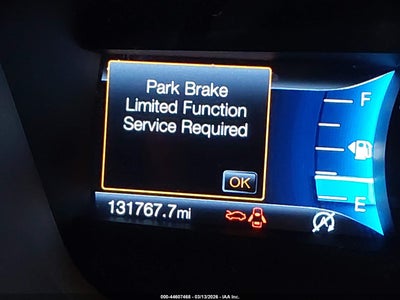 Park Brake
Limited Function
Service Required
OK
F
E
131767.7mi
000-44607468 - 03/13/2026 - IAA Inc.